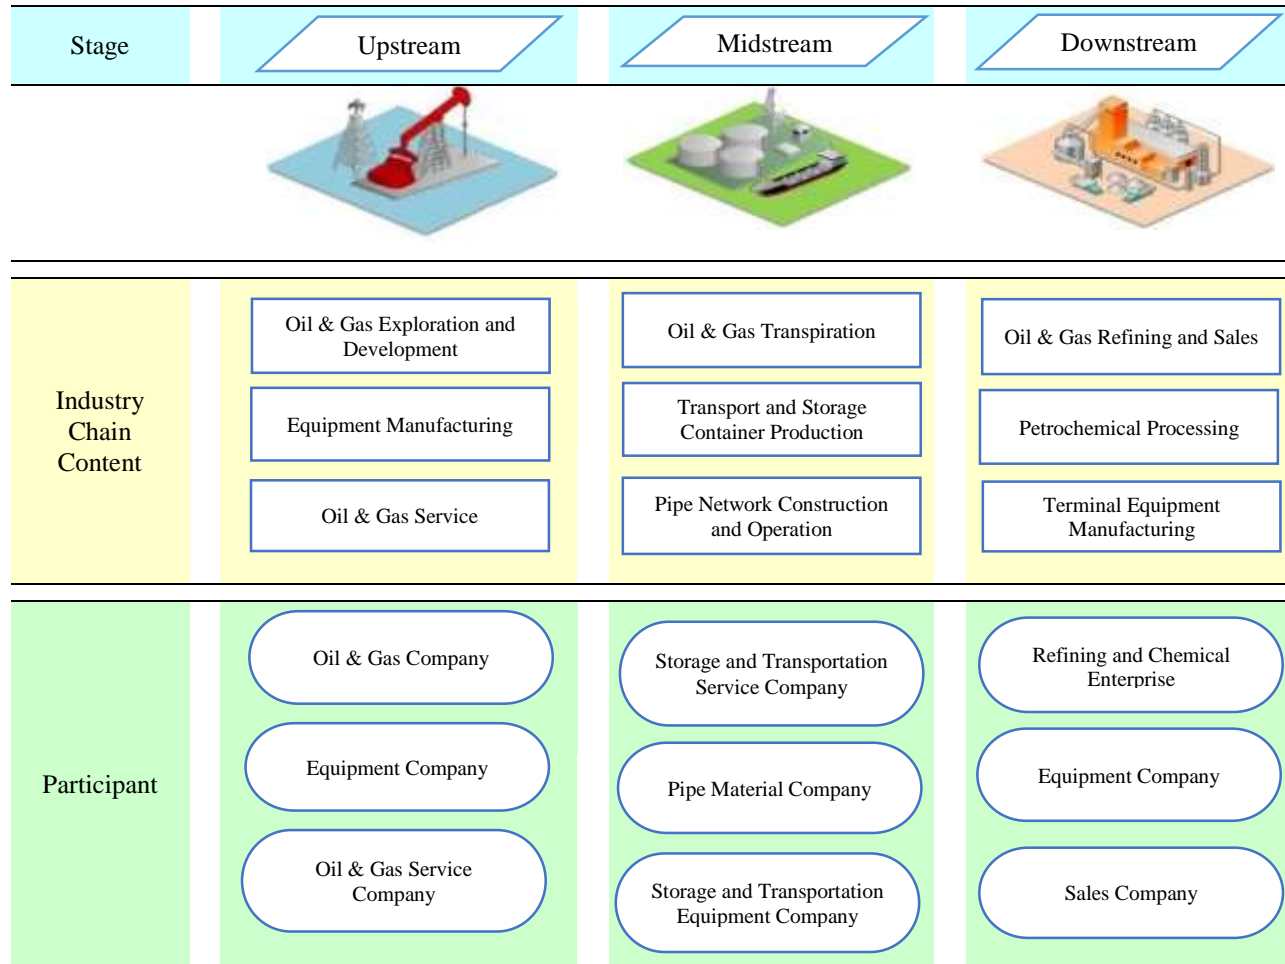 Stage
Upstream
Midstream
Downstream
Industry
Chain
Content
Oil & Gas Exploration and
Development
Equipment Manufacturing
Oil & Gas Service
Oil & Gas Transpiration
Transport and Storage
Container Production
Pipe Network Construction
and Operation
Oil & Gas Refining and Sales
Petrochemical Processing
Terminal Equipment
Manufacturing
Participant
Oil & Gas Company
Equipment Company
Oil & Gas Service
Company
Storage and Transportation
Service Company
Pipe Material Company
Storage and Transportation
Equipment Company
Refining and Chemical
Enterprise
Equipment Company
Sales Company